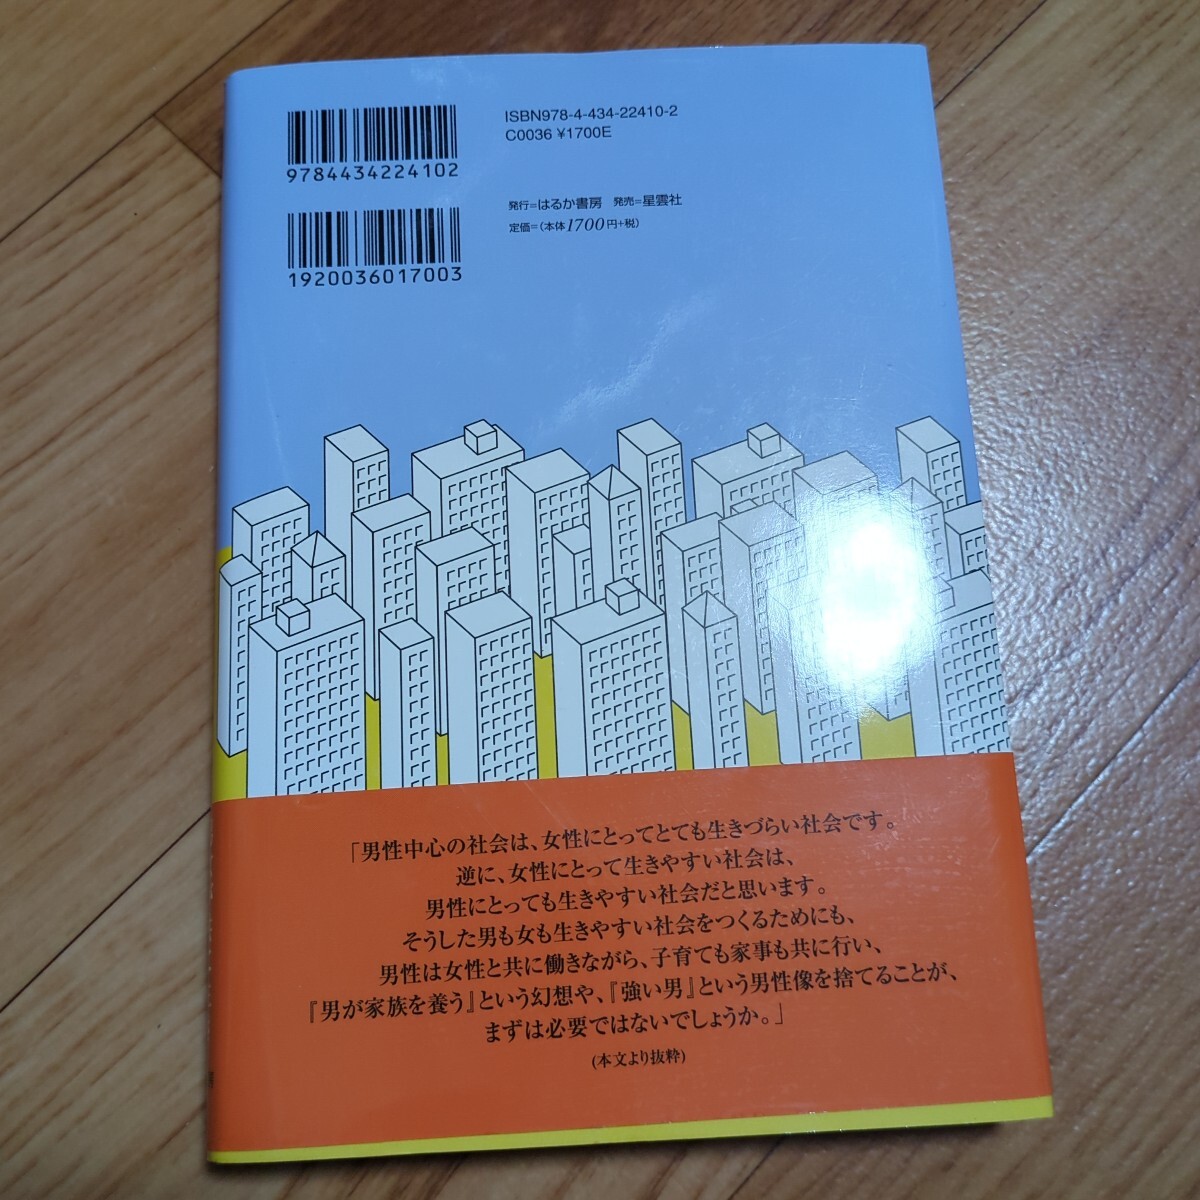 ISBN978-4-434-22410-2
C0036 ¥1700E
9784434224102
発行=はるか書房 発売=星雲社
定価=(本体1700円+税)
1920036017003
「男性中心の社会は、女性にとってとても生きづらい社会です。
逆に、女性にとって生きやすい社会は、
男性にとっても生きやすい社会だと思います。
そうした男も女も生きやすい社会をつくるためにも、
男性は女性と共に働きながら、子育ても家事も共に行い、
『男が家族を養う』という幻想や、『強い男』という男性像を捨てることが、
まずは必要ではないでしょうか。」
(本文より抜粋)